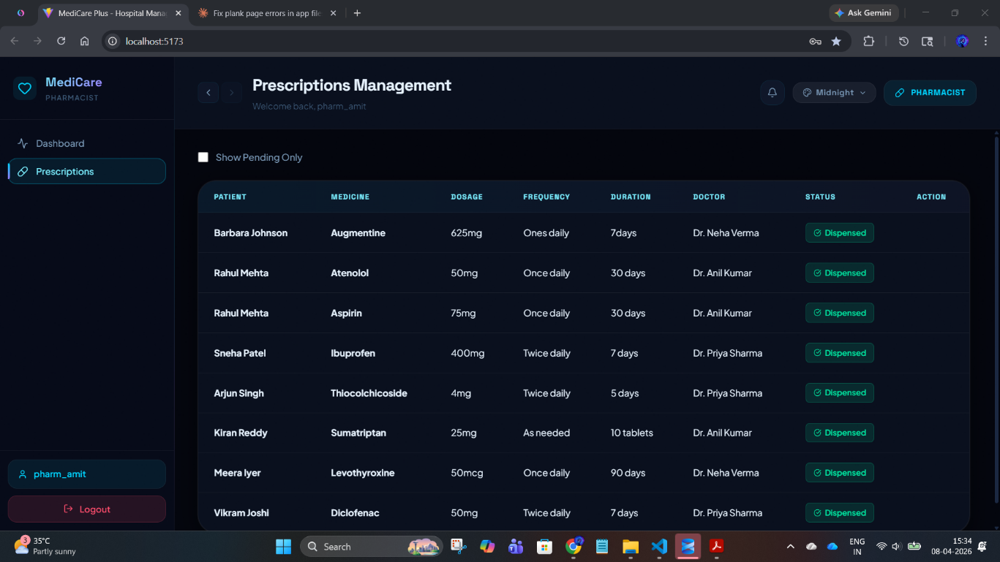 MediCare Plus - Hospital Mana
Fix plank page errors in app file
Ask Gemini
localhost:5173
MediCare
PHARMACIST
Dashboard
Prescriptions
pharm_amit
Logout
Prescriptions Management
Welcome back, pharm_amit
Midnight
PHARMACIST
Show Pending Only
PATIENT MEDICINE DOSAGE FREQUENCY DURATION DOCTOR STATUS ACTION
Barbara Johnson Augmentine 625mg Ones daily 7days Dr. Neha Verma Dispensed
Rahul Mehta Atenolol 50mg Once daily 30 days Dr. Anil Kumar Dispensed
Rahul Mehta Aspirin 75mg Once daily 30 days Dr. Anil Kumar Dispensed
Sneha Patel Ibuprofen 400mg Twice daily 7 days Dr. Priya Sharma Dispensed
Arjun Singh Thiocolchicoside 4mg Twice daily 5 days Dr. Priya Sharma Dispensed
Kiran Reddy Sumatriptan 25mg As needed 10 tablets Dr. Anil Kumar Dispensed
Meera Iyer Levothyroxine 50mcg Once daily 90 days Dr. Neha Verma Dispensed
Vikram Joshi Diclofenac 50mg Twice daily 7 days Dr. Priya Sharma Dispensed
3
35°C
Partly sunny
Search
ENG
IN
15:34
08-04-2026